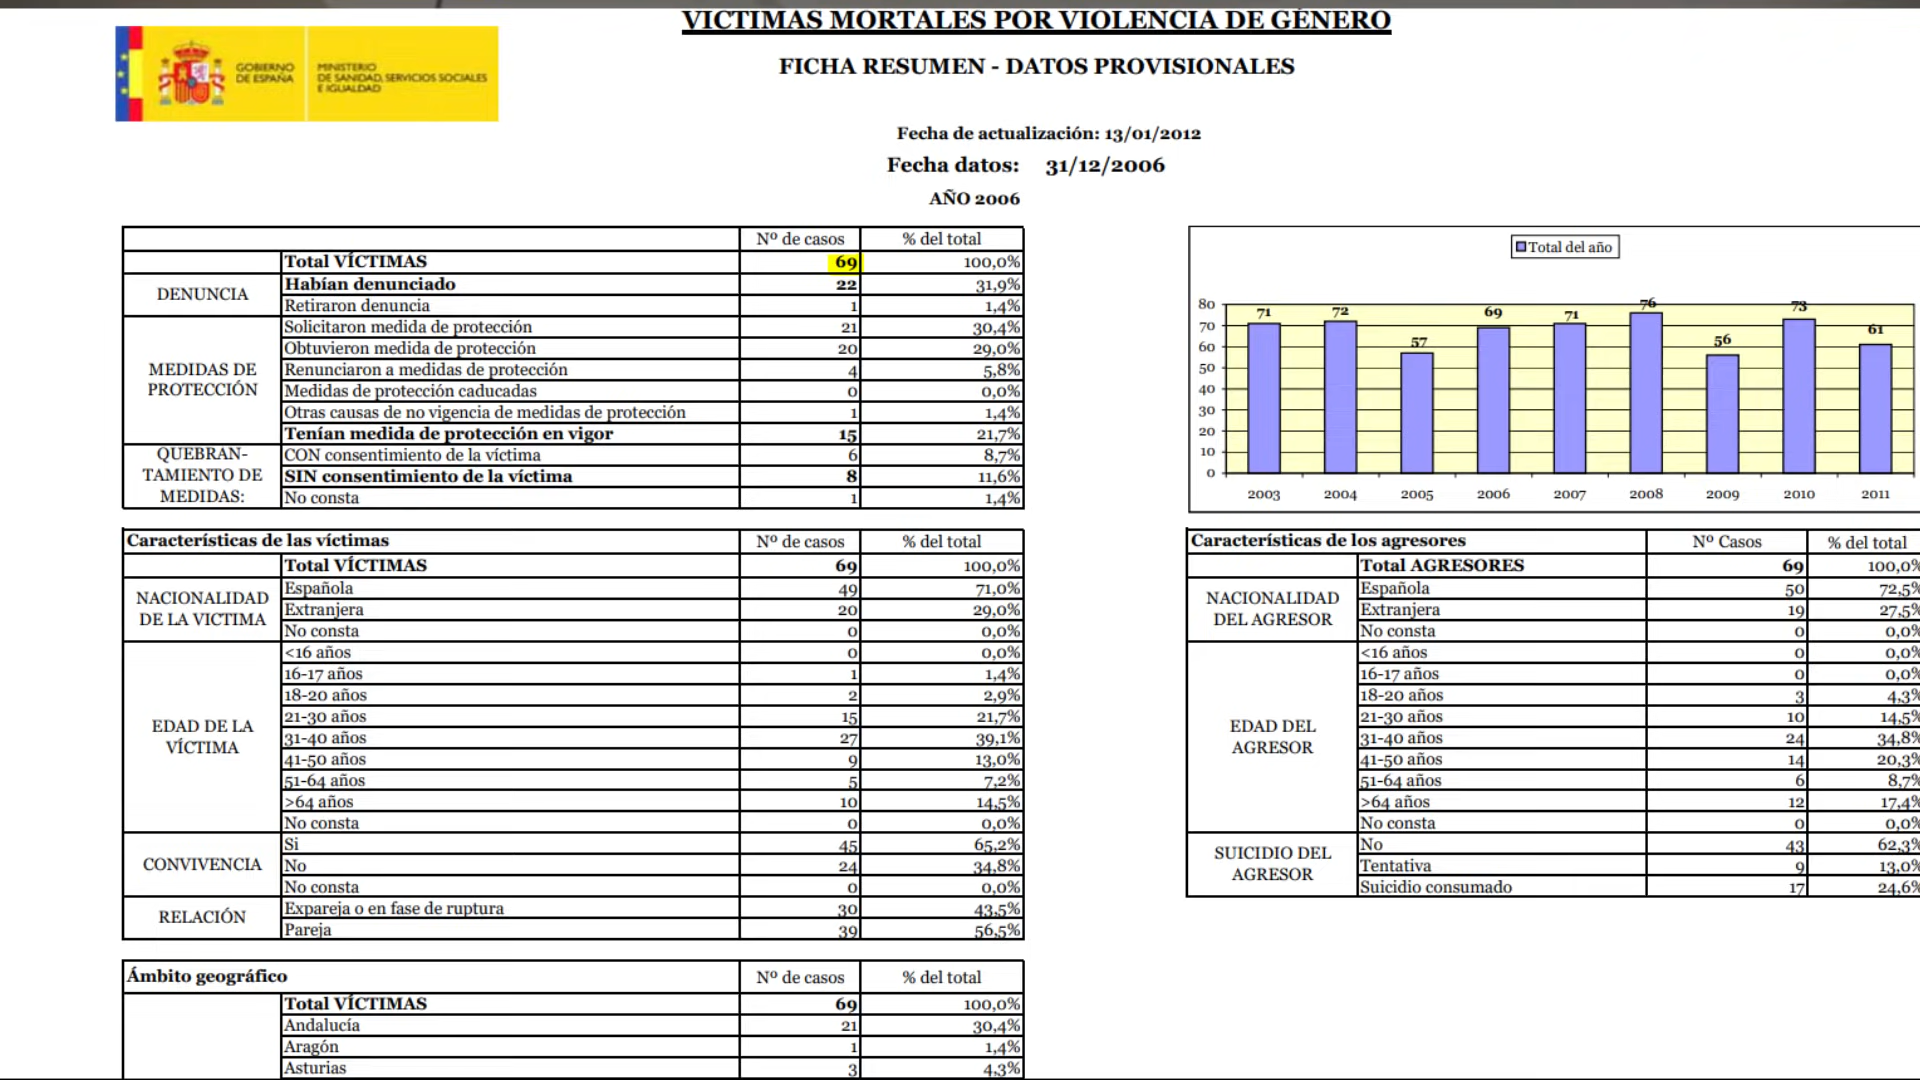 VICTIMAS MORTALES POR VIOLENCIA DE GÉNERO
GOBIERNO DE ESPAÑA
MINISTERIO DE SANIDAD, SERVICIOS SOCIALES E IGUALDAD
FICHA RESUMEN - DATOS PROVISIONALES
Fecha de actualización: 13/01/2012
Fecha datos: 31/12/2006
AÑO 2006
Nº de casos % del total
Total VÍCTIMAS 69 100,0%
DENUNCIA
Habían denunciado 22 31,9%
Retiraron denuncia 1 1,4%
MEDIDAS DE PROTECCIÓN
Solicitaron medida de protección 21 30,4%
Obtuvieron medida de protección 20 29,0%
Renunciaron a medidas de protección 4 5,8%
Medidas de protección caducadas 0 0,0%
Otras causas de no vigencia de medidas de protección 1 1,4%
Tenían medida de protección en vigor 15 21,7%
QUEBRAN-
TAMIENTO DE
MEDIDAS:
CON consentimiento de la víctima 6 8,7%
SIN consentimiento de la víctima 8 11,6%
No consta 1 1,4%
Total del año
80
70
60
50
40
30
20
10
0
71 72 57 69 71 76 56 73 61
2003 2004 2005 2006 2007 2008 2009 2010 2011
Características de las víctimas Nº de casos % del total
Total VÍCTIMAS 69 100,0%
NACIONALIDAD
DE LA VICTIMA
Española 49 71,0%
Extranjera 20 29,0%
No consta 0 0,0%
EDAD DE LA
VÍCTIMA
<16 años 0 0,0%
16-17 años 1 1,4%
18-20 años 2 2,9%
21-30 años 15 21,7%
31-40 años 27 39,1%
41-50 años 9 13,0%
51-64 años 5 7,2%
>64 años 10 14,5%
No consta 0 0,0%
CONVIVENCIA
Si 45 65,2%
No 24 34,8%
No consta 0 0,0%
RELACIÓN
Expareja o en fase de ruptura 30 43,5%
Pareja 39 56,5%
Características de los agresores Nº Casos % del total
Total AGRESORES 69 100,0%
NACIONALIDAD
DEL AGRESOR
Española 50 72,5%
Extranjera 19 27,5%
No consta 0 0,0%
EDAD DEL
AGRESOR
<16 años 0 0,0%
16-17 años 0 0,0%
18-20 años 3 4,3%
21-30 años 10 14,5%
31-40 años 24 34,8%
41-50 años 14 20,3%
51-64 años 6 8,7%
>64 años 12 17,4%
No consta 0 0,0%
SUICIDIO DEL
AGRESOR
No 43 62,3%
Tentativa 9 13,0%
Suicidio consumado 17 24,6%
Ámbito geográfico Nº de casos % del total
Total VÍCTIMAS 69 100,0%
Andalucía 21 30,4%
Aragón 1 1,4%
Asturias 3 4,3%